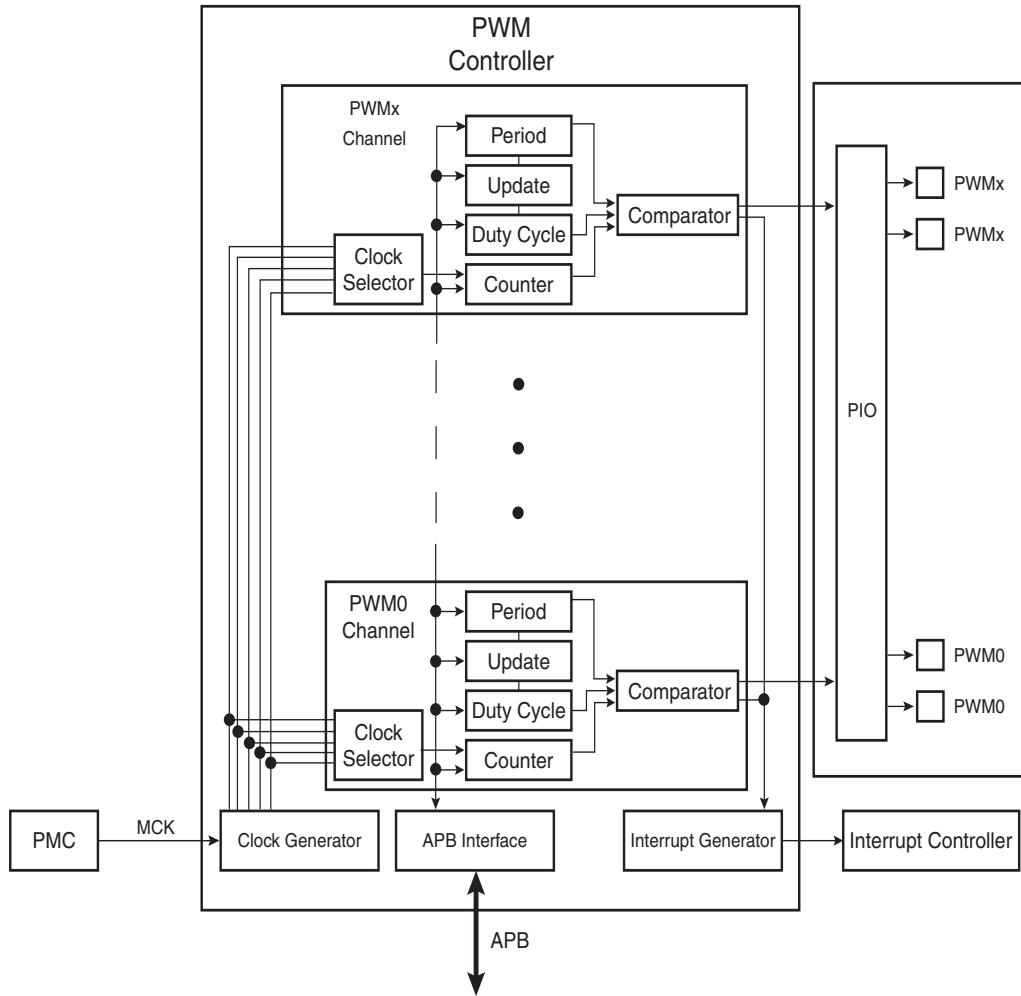 PWM
Controller
PWMx
Channel
Period
Update
Duty Cycle
Counter
Clock
Selector
Comparator
PIO
PWMx
PWMx
PWM0
Channel
Period
Update
Duty Cycle
Counter
Clock
Selector
Comparator
PWM0
PWM0
PMC
MCK
Clock Generator
APB Interface
Interrupt Generator
Interrupt Controller
APB